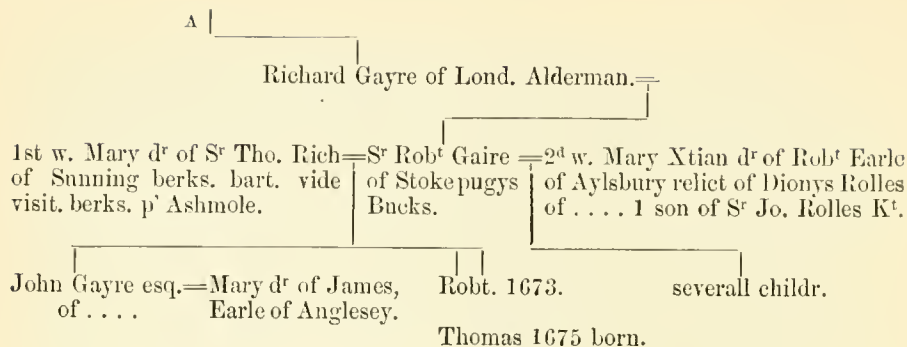 A
Richard Gayre of Lond. Alderman.=
1st w. Mary dʳ of Sʳ Tho. Rich=Sʳ Robᵗ Gaire =2ᵈ w. Mary Xtian dʳ of Robᵗ Earle
of Sunning berks. bart. vide of Stokepugys of Aylsbury relict of Dionys Rolles
visit. berks. p' Ashmole. Bucks. of . . . . 1 son of Sʳ Jo. Rolles Kᵗ.
John Gayre esq.=Mary dʳ of James, Robt. 1673. severall childr.
of . . . . Earle of Anglesey.
Thomas 1675 born.